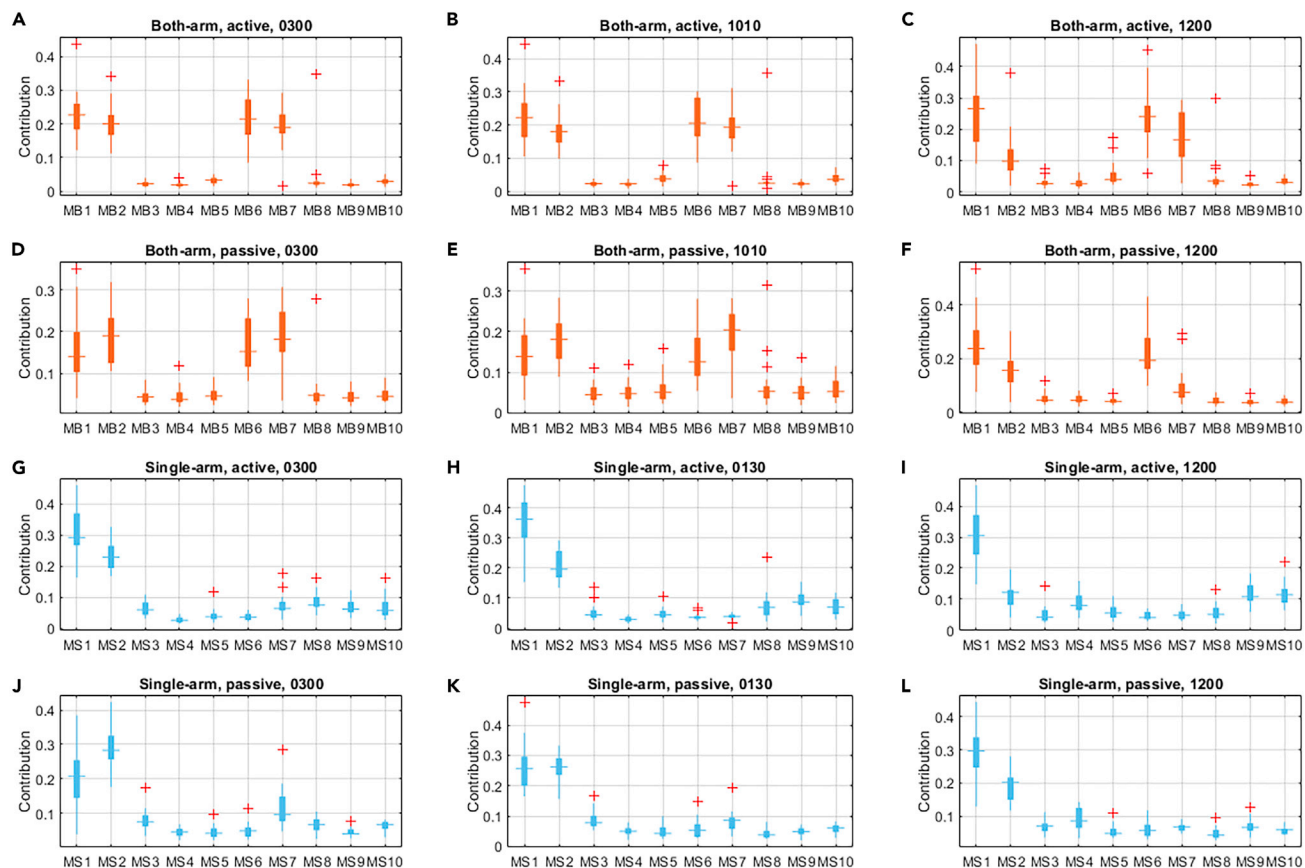 A
Both-arm, active, 0300
Contribution
0.4
0.3
0.2
0.1
0
MB1 MB2 MB3 MB4 MB5 MB6 MB7 MB8 MB9 MB10
B
Both-arm, active, 1010
Contribution
0.4
0.3
0.2
0.1
0
MB1 MB2 MB3 MB4 MB5 MB6 MB7 MB8 MB9 MB10
C
Both-arm, active, 1200
Contribution
0.4
0.3
0.2
0.1
0
MB1 MB2 MB3 MB4 MB5 MB6 MB7 MB8 MB9 MB10
D
Both-arm, passive, 0300
Contribution
0.3
0.2
0.1
MB1 MB2 MB3 MB4 MB5 MB6 MB7 MB8 MB9 MB10
E
Both-arm, passive, 1010
Contribution
0.3
0.2
0.1
0
MB1 MB2 MB3 MB4 MB5 MB6 MB7 MB8 MB9 MB10
F
Both-arm, passive, 1200
Contribution
0.4
0.2
0
MB1 MB2 MB3 MB4 MB5 MB6 MB7 MB8 MB9 MB10
G
Single-arm, active, 0300
Contribution
0.4
0.3
0.2
0.1
0
MS1 MS2 MS3 MS4 MS5 MS6 MS7 MS8 MS9 MS10
H
Single-arm, active, 0130
Contribution
0.4
0.3
0.2
0.1
0
MS1 MS2 MS3 MS4 MS5 MS6 MS7 MS8 MS9 MS10
I
Single-arm, active, 1200
Contribution
0.4
0.3
0.2
0.1
0
MS1 MS2 MS3 MS4 MS5 MS6 MS7 MS8 MS9 MS10
J
Single-arm, passive, 0300
Contribution
0.4
0.3
0.2
0.1
MS1 MS2 MS3 MS4 MS5 MS6 MS7 MS8 MS9 MS10
K
Single-arm, passive, 0130
Contribution
0.4
0.3
0.2
0.1
0
MS1 MS2 MS3 MS4 MS5 MS6 MS7 MS8 MS9 MS10
L
Single-arm, passive, 1200
Contribution
0.4
0.3
0.2
0.1
0
MS1 MS2 MS3 MS4 MS5 MS6 MS7 MS8 MS9 MS10